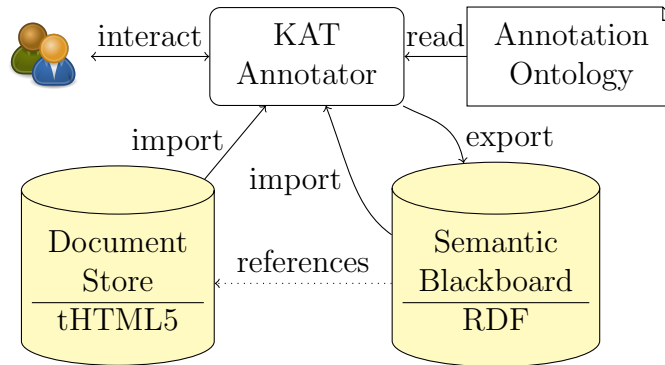 interact
KAT
Annotator
read
Annotation
Ontology
import
import
export
Document
Store
tHTML5
references
Semantic
Blackboard
RDF